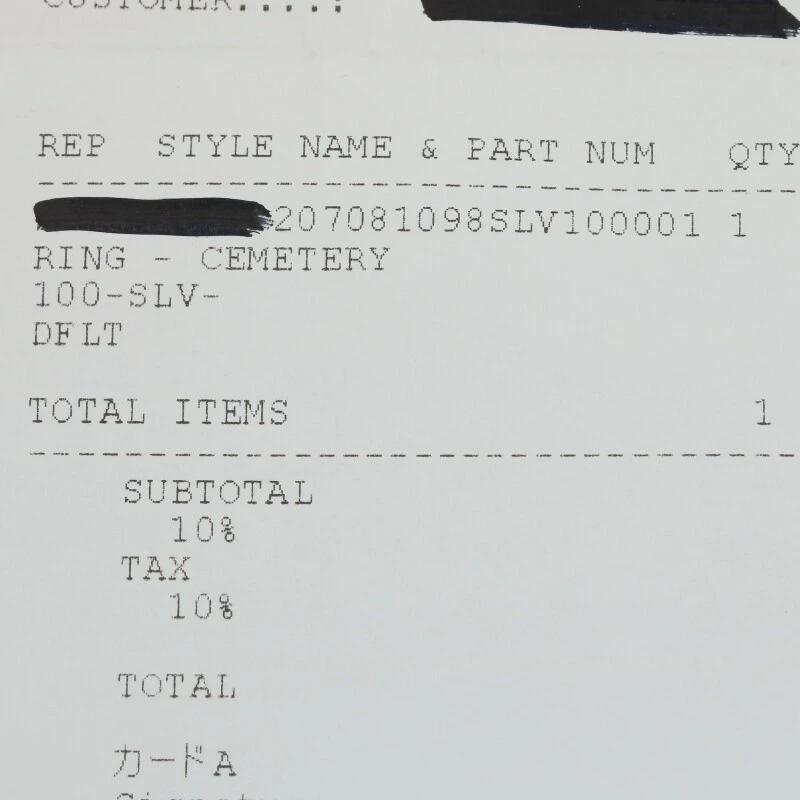 CUSTOMER....:
REP STYLE NAME & PART NUM QTY
207081098SLV100001 1
RING - CEMETERY
100-SLV-
DFLT
TOTAL ITEMS 1
SUBTOTAL
10%
TAX
10%
TOTAL
カードA